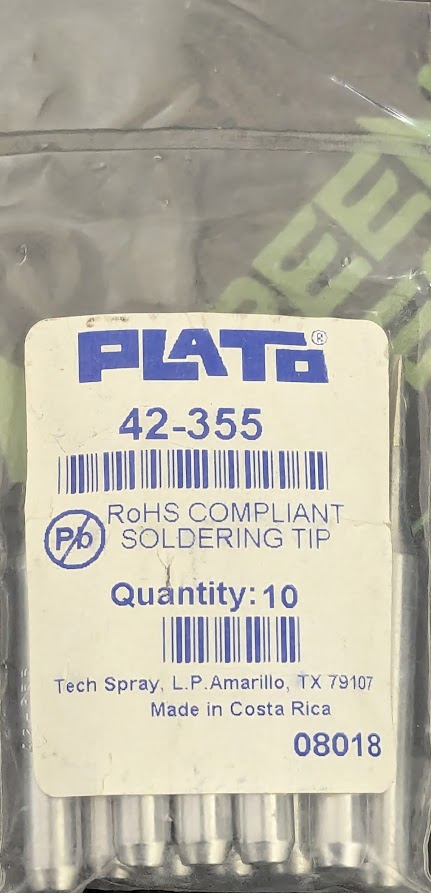 PLATO®
42-355
Pb
RoHS COMPLIANT
SOLDERING TIP
Quantity: 10
Tech Spray, L.P. Amarillo, TX 79107
Made in Costa Rica
08018